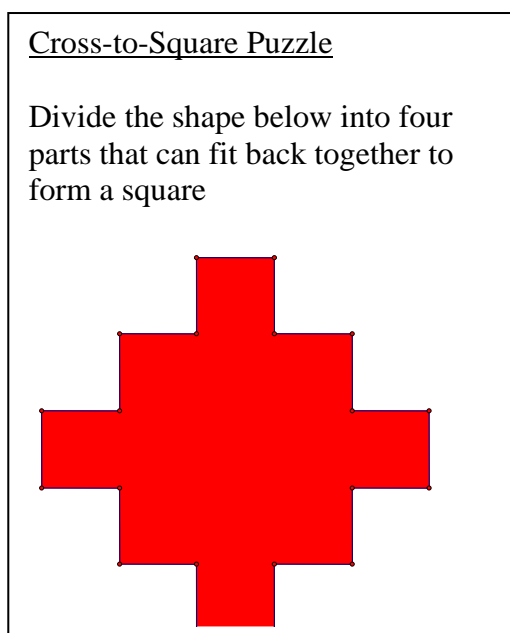 Cross-to-Square Puzzle
Divide the shape below into four
parts that can fit back together to
form a square